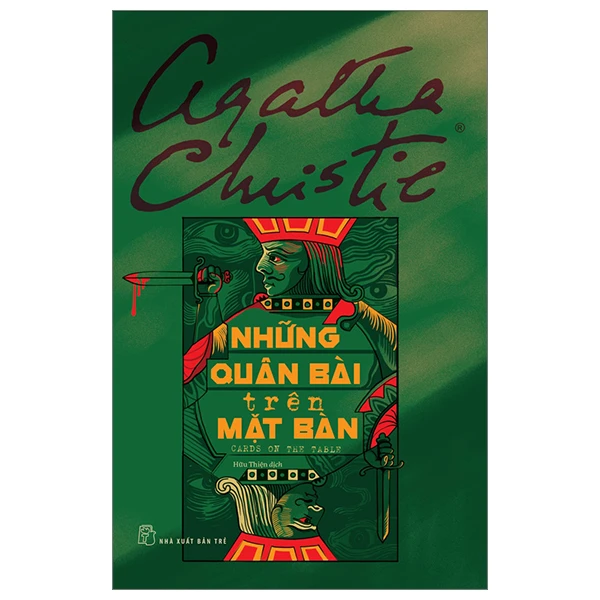 Agatha
Christie®
NHỮNG
QUÂN BÀI
trên
MẶT BÀN
CARDS ON THE TABLE
Hữu Thiện dịch
NHÀ XUẤT BẢN TRẺ